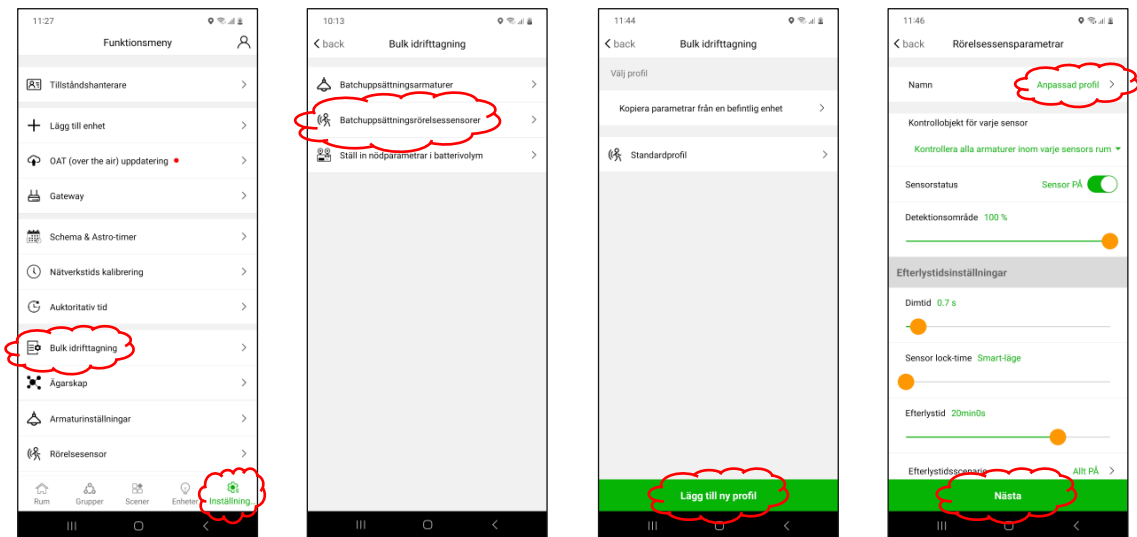 11:27
Funktionsmeny
Tillståndshanterare
Lägg till enhet
OAT (over the air) uppdatering
Gateway
Schema & Astro-timer
Nätverkstids kalibrering
Auktoritativ tid
Bulk idrifttagning
Ägarskap
Armaturinställningar
Rörelsesensor
Rum Grupper Scener Enheter Inställning...
10:13
back Bulk idrifttagning
Batchuppsättningsarmaturer
Batchuppsättningsrörelsessensorer
Ställ in nödparametrar i batterivolym
11:44
back Bulk idrifttagning
Välj profil
Kopiera parametrar från en befintlig enhet
Standardprofil
Lägg till ny profil
11:46
back Rörelsessensparametrar
Namn Anpassad profil
Kontrollobjekt för varje sensor
Kontrollera alla armaturer inom varje sensors rum
Sensorstatus Sensor PÅ
Detektionsområde 100 %
Efterlystidsinställningar
Dimtid 0.7 s
Sensor lock-time Smart-läge
Efterlystid 20min0s
Efterlystidsscenario Allt PÅ
Nästa